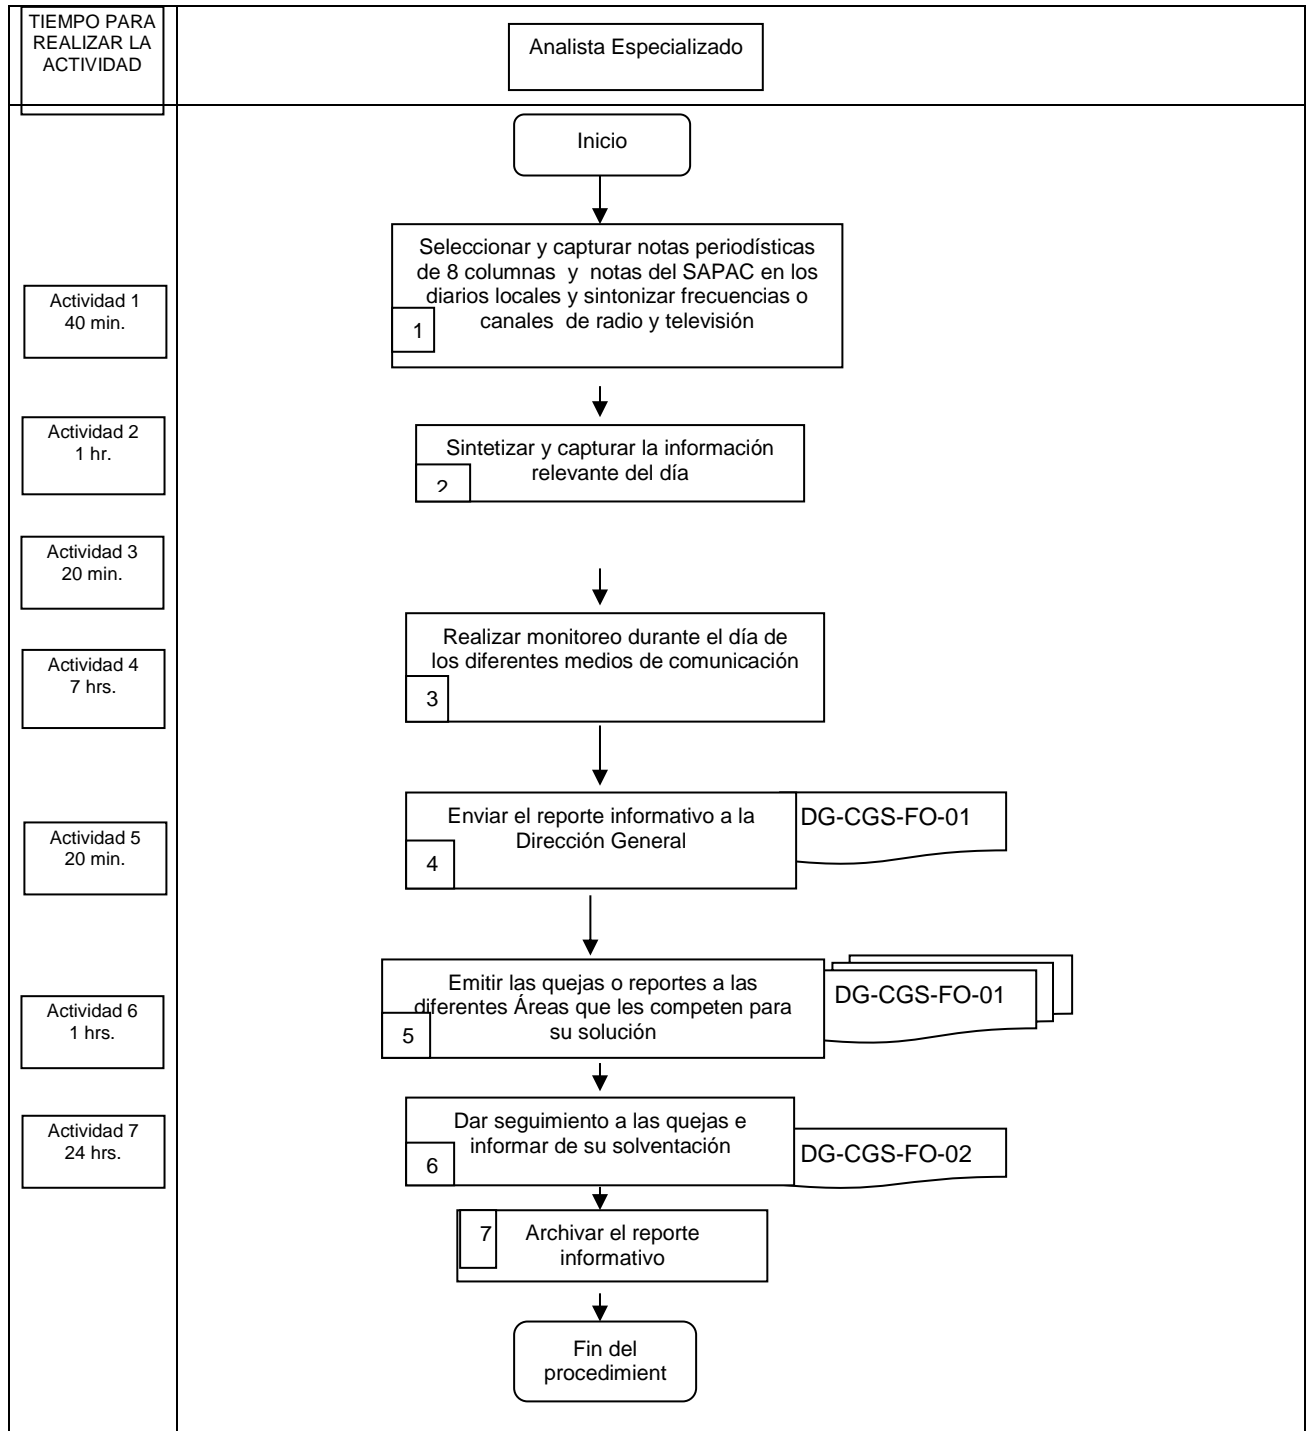 TIEMPO PARA
REALIZAR LA
ACTIVIDAD
Analista Especializado
Inicio
Seleccionar y capturar notas periodísticas
de 8 columnas y notas del SAPAC en los
diarios locales y sintonizar frecuencias o
canales de radio y televisión
1
Actividad 1
40 min.
Sintetizar y capturar la información
relevante del día
2
Actividad 2
1 hr.
Actividad 3
20 min.
Realizar monitoreo durante el día de
los diferentes medios de comunicación
3
Actividad 4
7 hrs.
Enviar el reporte informativo a la
Dirección General
4
DG-CGS-FO-01
Actividad 5
20 min.
Emitir las quejas o reportes a las
diferentes Áreas que les competen para
su solución
5
DG-CGS-FO-01
Actividad 6
1 hrs.
Dar seguimiento a las quejas e
informar de su solventación
6
DG-CGS-FO-02
Actividad 7
24 hrs.
7
Archivar el reporte
informativo
Fin del
procedimient